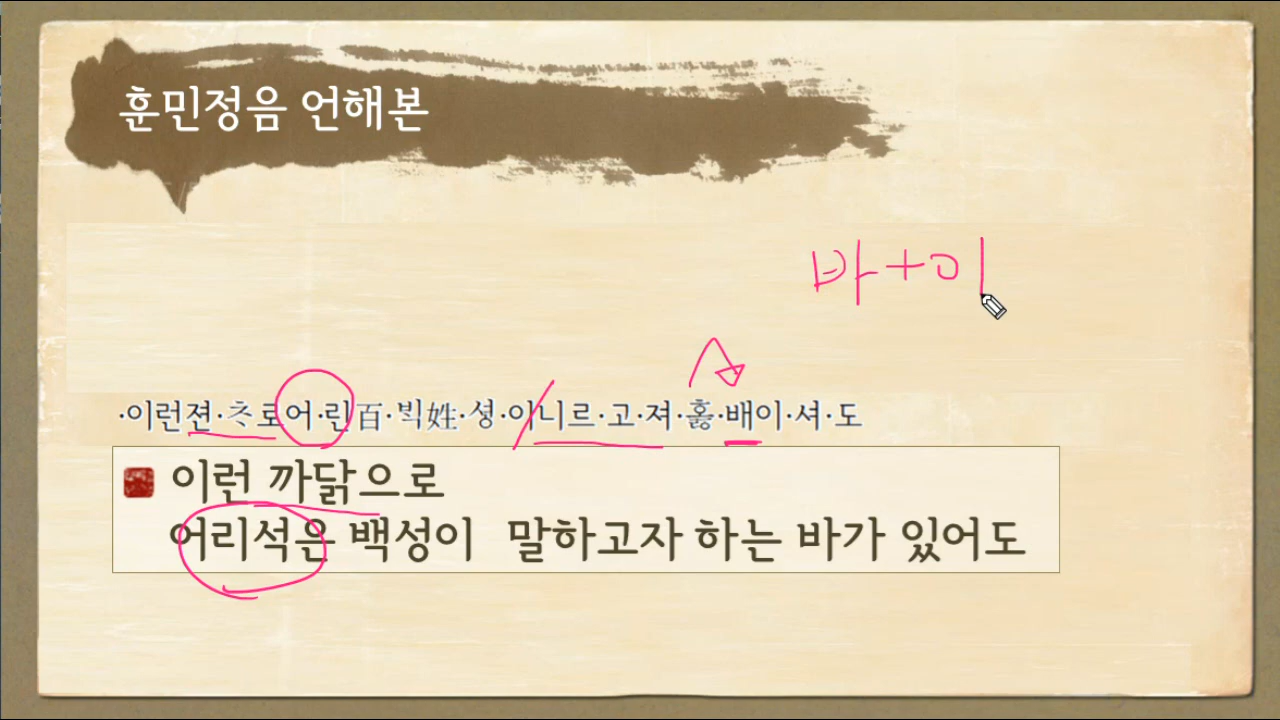 훈민정음 언해본
바+이
·이런젼·ᄎᆞ로어·린百·ᄇᆡᆨ姓·셩·이니르·고·져·홇·배이·셔·도
이런 까닭으로
어리석은 백성이 말하고자 하는 바가 있어도